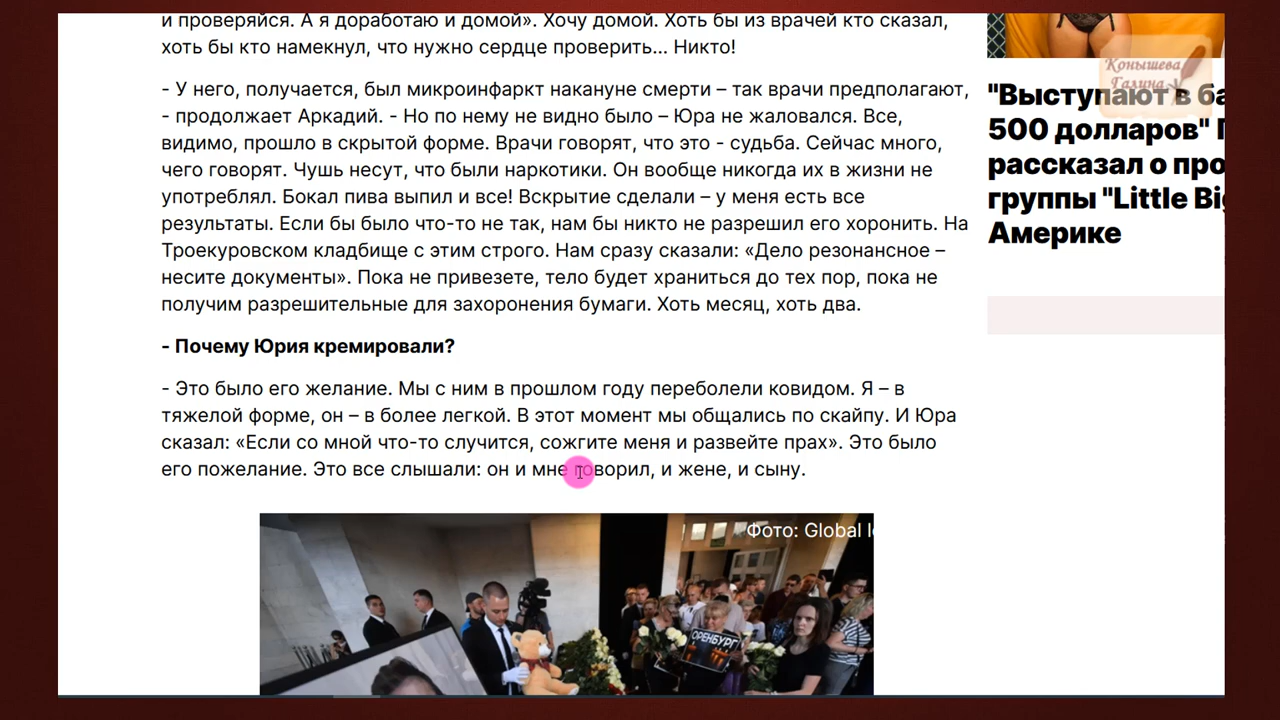 и проверяйся. А я доработаю и домой». Хочу домой. Хоть бы из врачей кто сказал,
хоть бы кто намекнул, что нужно сердце проверить... Никто!
- У него, получается, был микроинфаркт накануне смерти – так врачи предполагают,
- продолжает Аркадий. - Но по нему не видно было – Юра не жаловался. Все,
видимо, прошло в скрытой форме. Врачи говорят, что это - судьба. Сейчас много,
чего говорят. Чушь несут, что были наркотики. Он вообще никогда их в жизни не
употреблял. Бокал пива выпил и все! Вскрытие сделали – у меня есть все
результаты. Если бы было что-то не так, нам бы никто не разрешил его хоронить. На
Троекуровском кладбище с этим строго. Нам сразу сказали: «Дело резонансное –
несите документы». Пока не привезете, тело будет храниться до тех пор, пока не
получим разрешительные для захоронения бумаги. Хоть месяц, хоть два.
- Почему Юрия кремировали?
- Это было его желание. Мы с ним в прошлом году переболели ковидом. Я – в
тяжелой форме, он – в более легкой. В этот момент мы общались по скайпу. И Юра
сказал: «Если со мной что-то случится, сожгите меня и развейте прах». Это было
его пожелание. Это все слышали: он и мне говорил, и жене, и сыну.
Фото: Global
ОРЕНБУРГ
Конышева
Галина
"Выступают в ба
500 долларов"
рассказал о про
группы "Little Big
Америке